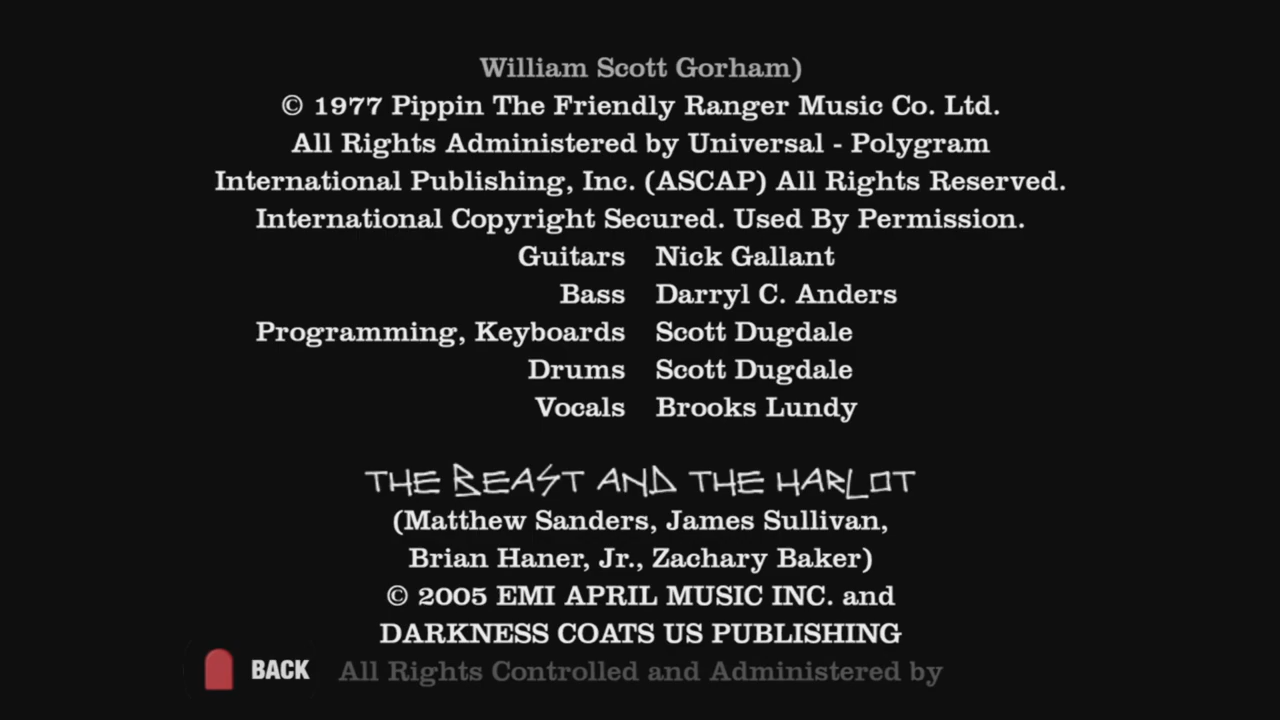 William Scott Gorham)
© 1977 Pippin The Friendly Ranger Music Co. Ltd.
All Rights Administered by Universal - Polygram
International Publishing, Inc. (ASCAP) All Rights Reserved.
International Copyright Secured. Used By Permission.
Guitars Nick Gallant
Bass Darryl C. Anders
Programming, Keyboards Scott Dugdale
Drums Scott Dugdale
Vocals Brooks Lundy
THE BEAST AND THE HARLOT
(Matthew Sanders, James Sullivan,
Brian Haner, Jr., Zachary Baker)
© 2005 EMI APRIL MUSIC INC. and
DARKNESS COATS US PUBLISHING
All Rights Controlled and Administered by
BACK